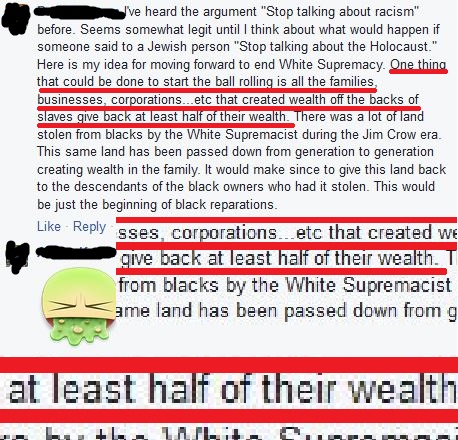 I've heard the argument "Stop talking about racism"
before. Seems somewhat legit until I think about what would happen if
someone said to a Jewish person "Stop talking about the Holocaust."
Here is my idea for moving forward to end White Supremacy. One thing
that could be done to start the ball rolling is all the families,
businesses, corporations...etc that created wealth off the backs of
slaves give back at least half of their wealth. There was a lot of land
stolen from blacks by the White Supremacist during the Jim Crow era.
This same land has been passed down from generation to generation
creating wealth in the family. It would make since to give this land back
to the descendants of the black owners who had it stolen. This would
be just the beginning of black reparations.
Like · Reply
sses, corporations...etc that created we
give back at least half of their wealth. T
from blacks by the White Supremacist
ame land has been passed down from g
at least half of their wealth